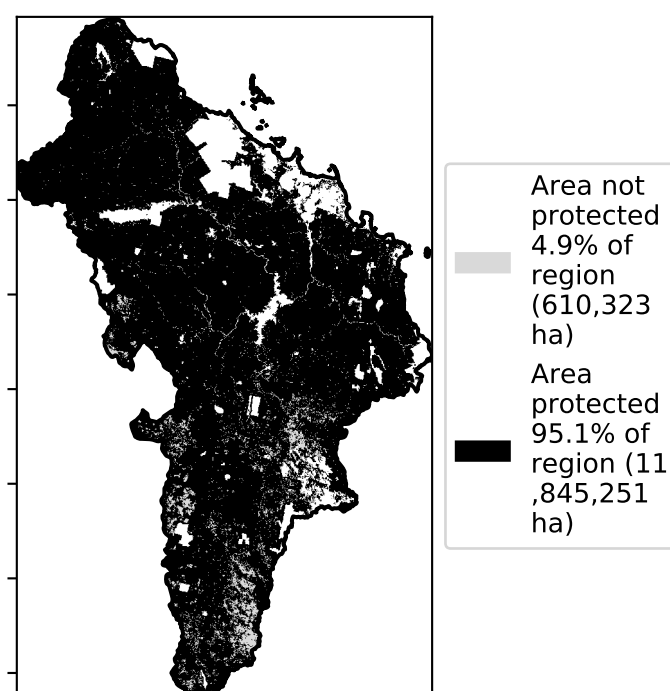 Area not
protected
4.9% of
region
(610,323
ha)
Area
protected
95.1% of
region (11
,845,251
ha)